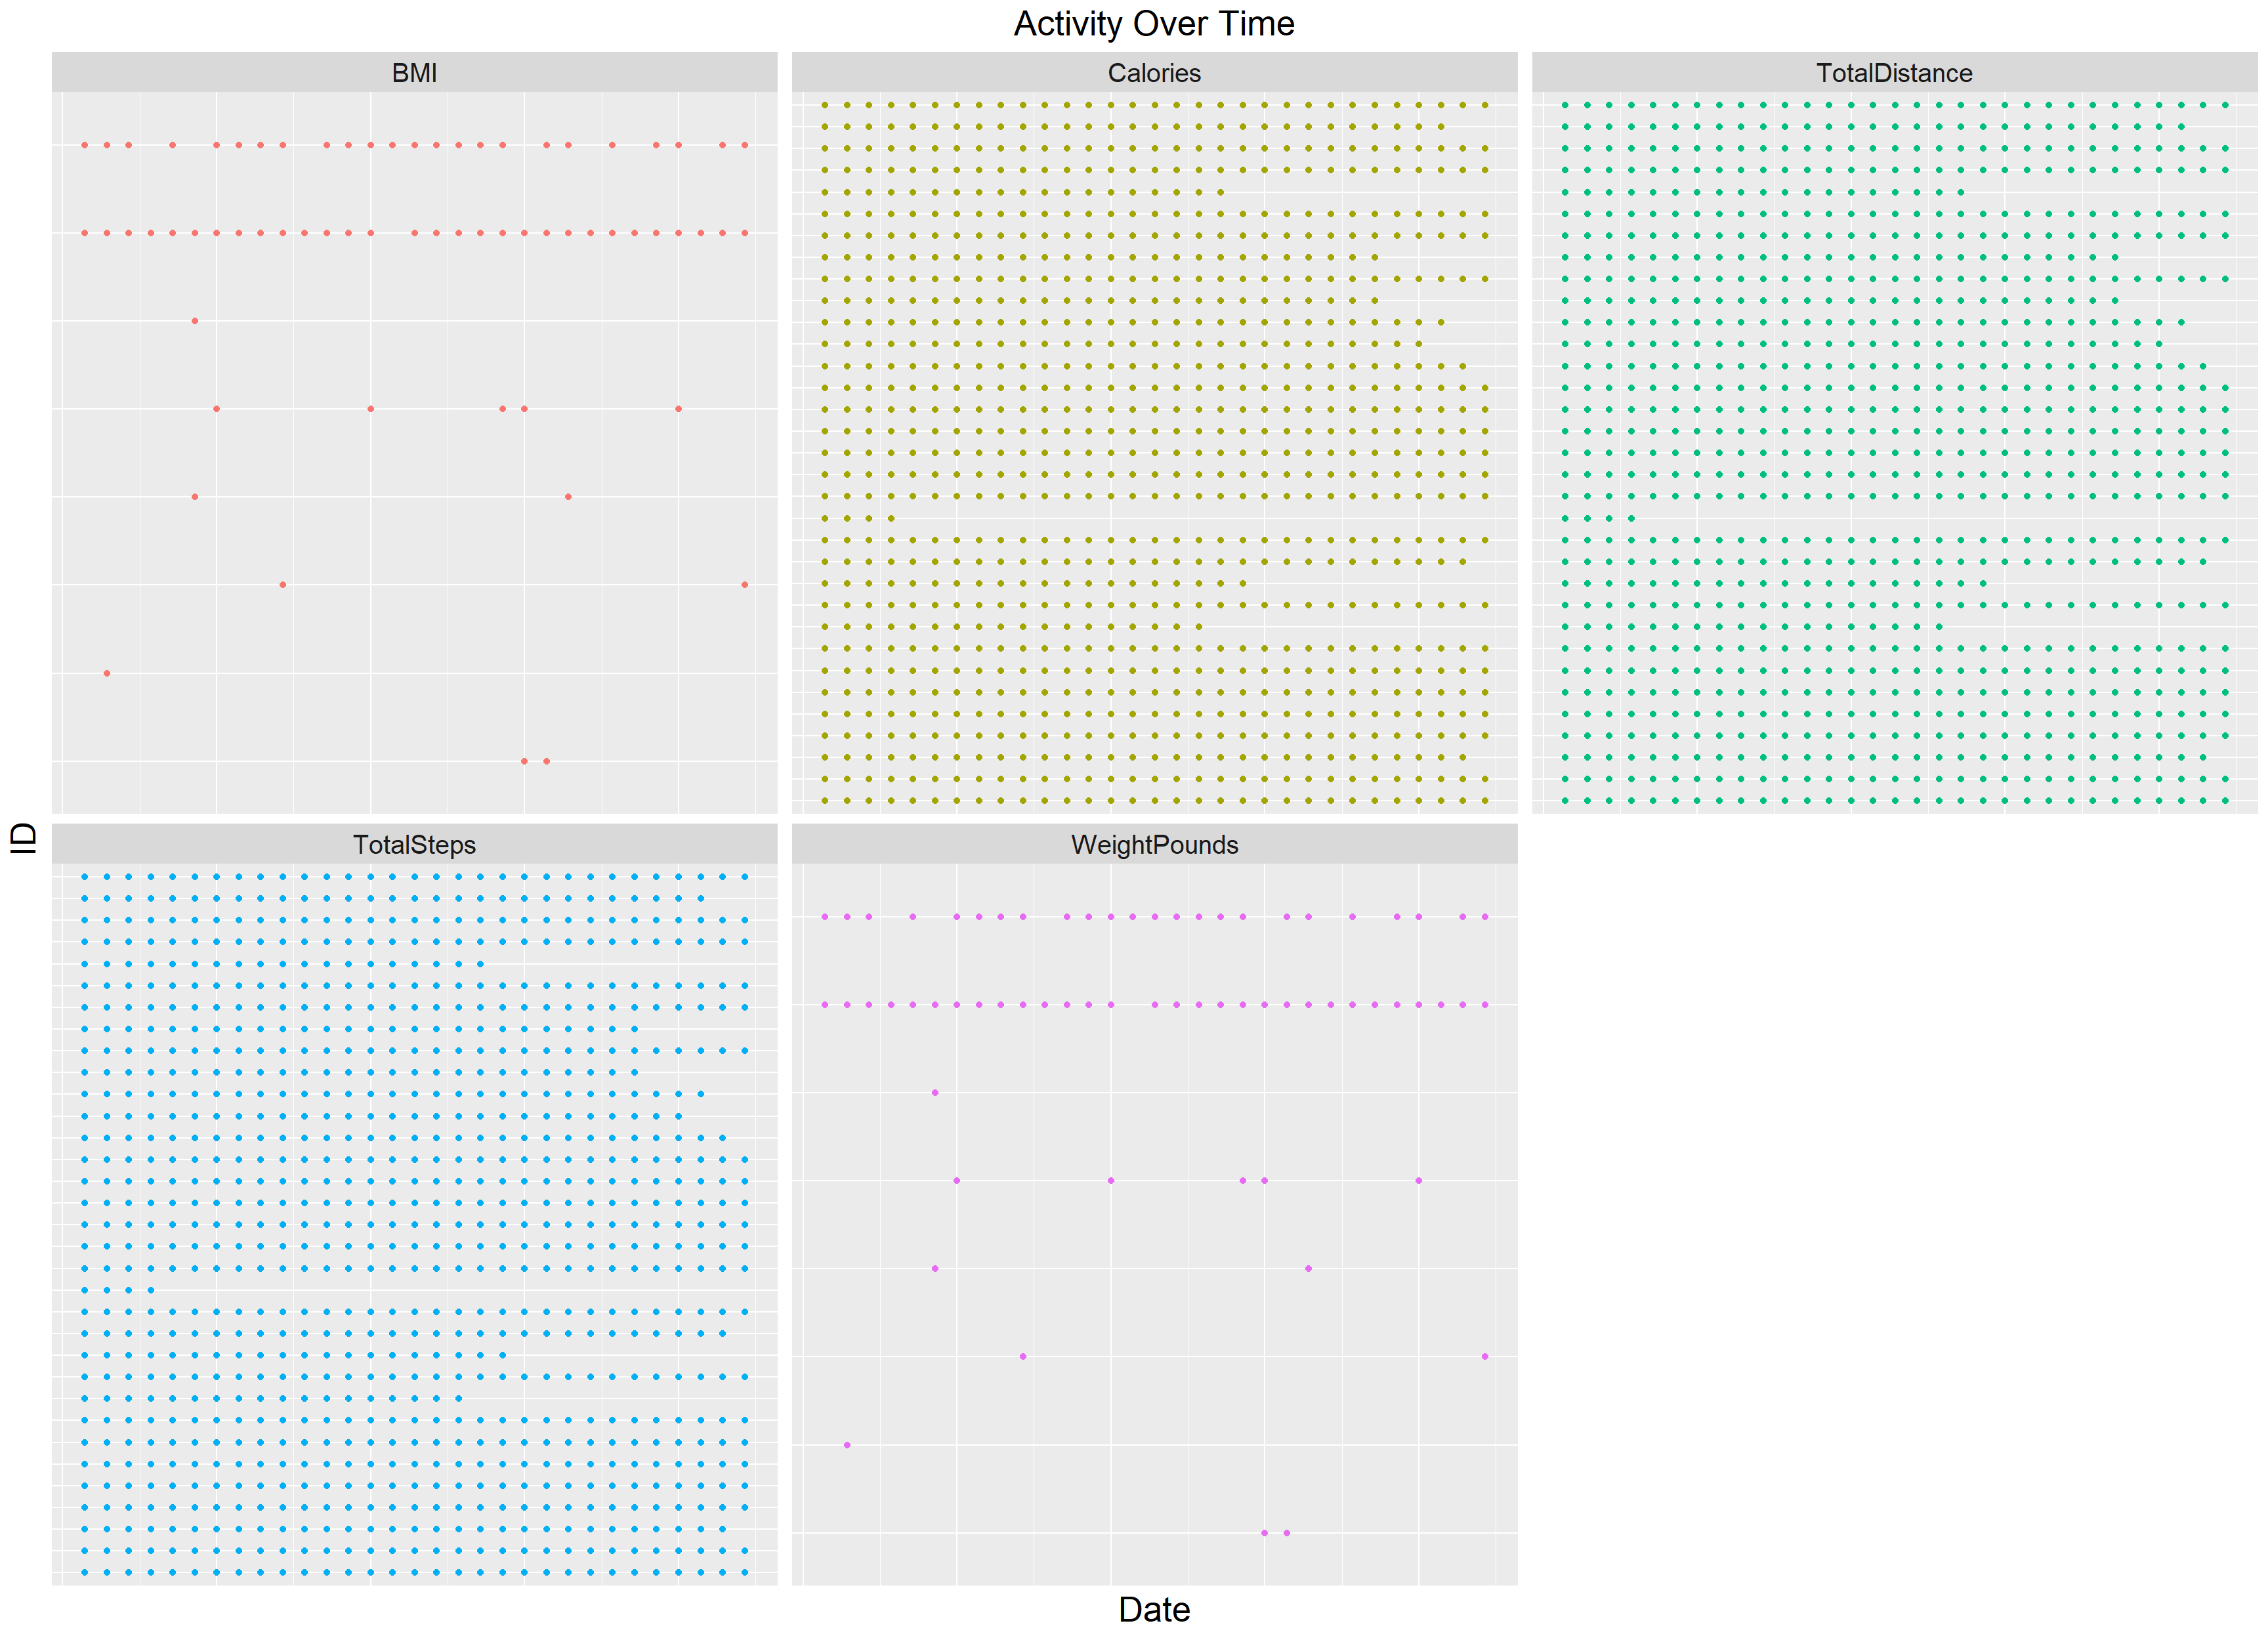 Activity Over Time
BMI
Calories
TotalDistance
ID
TotalSteps
WeightPounds
Date